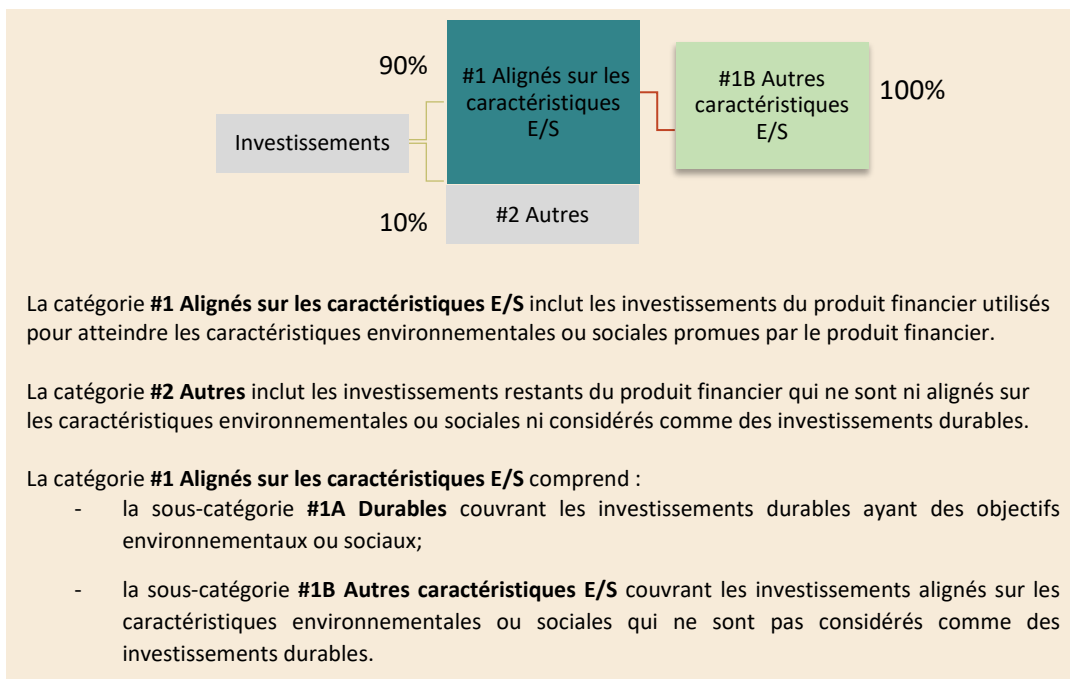 90%
#1 Alignés sur les
caractéristiques
E/S
#1B Autres
caractéristiques
E/S
100%
Investissements
10%
#2 Autres
La catégorie #1 Alignés sur les caractéristiques E/S inclut les investissements du produit financier utilisés
pour atteindre les caractéristiques environnementales ou sociales promues par le produit financier.
La catégorie #2 Autres inclut les investissements restants du produit financier qui ne sont ni alignés sur
les caractéristiques environnementales ou sociales ni considérés comme des investissements durables.
La catégorie #1 Alignés sur les caractéristiques E/S comprend :
- la sous-catégorie #1A Durables couvrant les investissements durables ayant des objectifs
environnementaux ou sociaux;
- la sous-catégorie #1B Autres caractéristiques E/S couvrant les investissements alignés sur les
caractéristiques environnementales ou sociales qui ne sont pas considérés comme des
investissements durables.